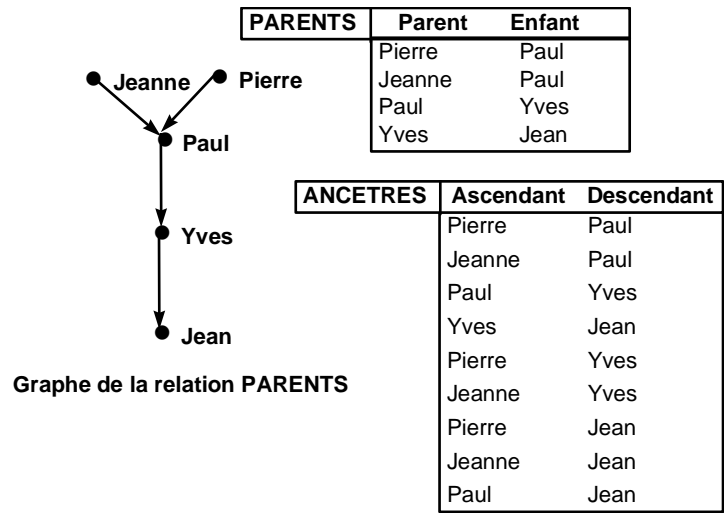 PARENTS Parent Enfant
Pierre Paul
Jeanne Paul
Paul Yves
Yves Jean
Jeanne Pierre
Paul
Yves
Jean
Graphe de la relation PARENTS
ANCETRES Ascendant Descendant
Pierre Paul
Jeanne Paul
Paul Yves
Yves Jean
Pierre Yves
Jeanne Yves
Pierre Jean
Jeanne Jean
Paul Jean